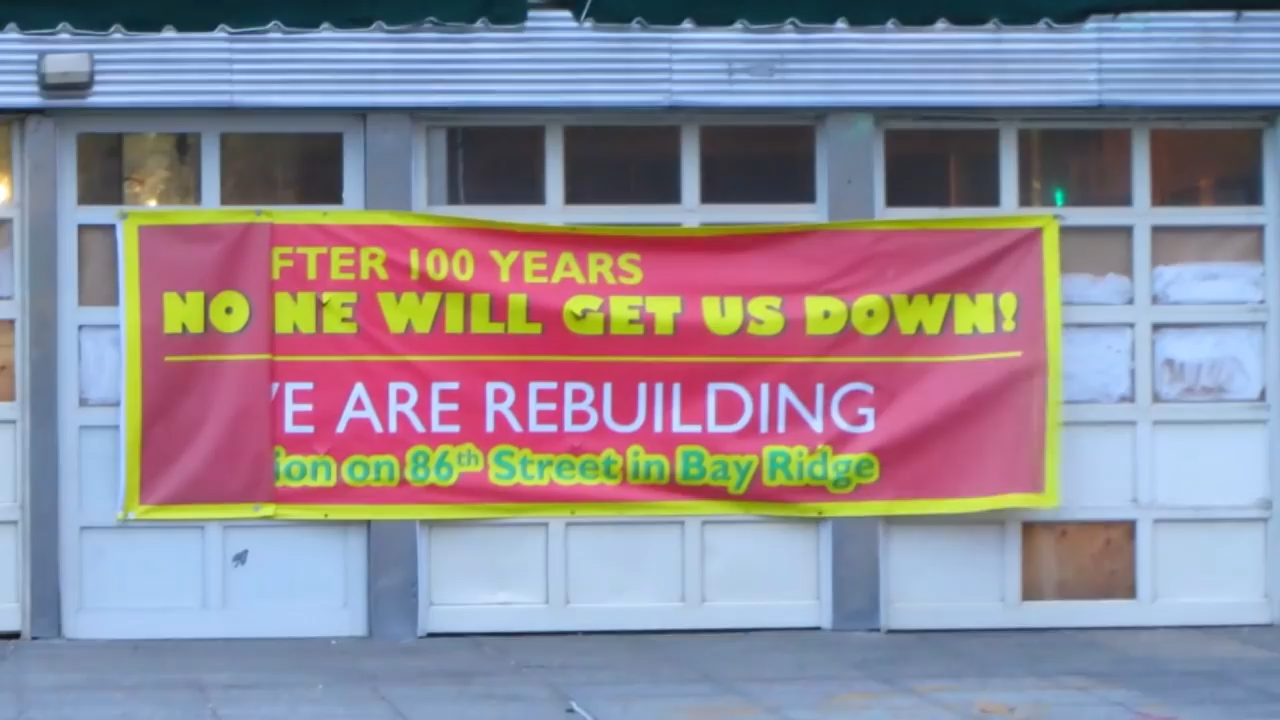 FTER 100 YEARS
NO NE WILL GET US DOWN!
E ARE REBUILDING
ion on 86th Street in Bay Ridge